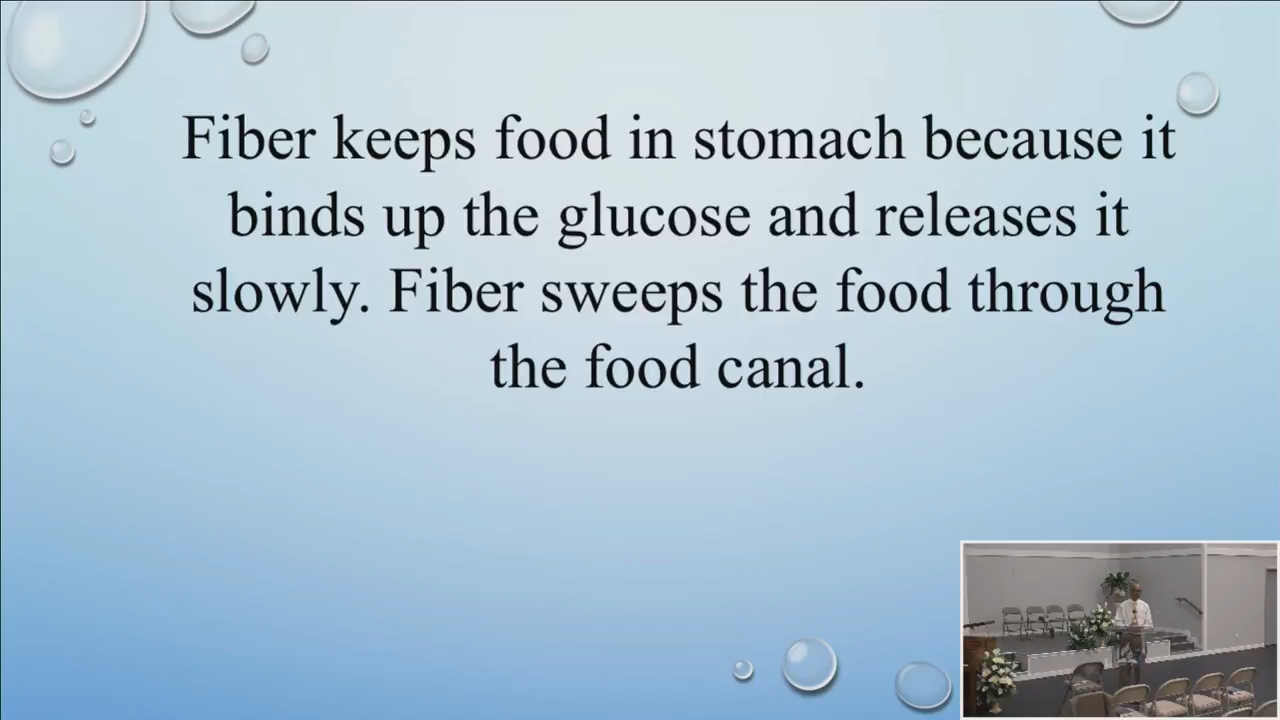 Fiber keeps food in stomach because it
binds up the glucose and releases it
slowly. Fiber sweeps the food through
the food canal.